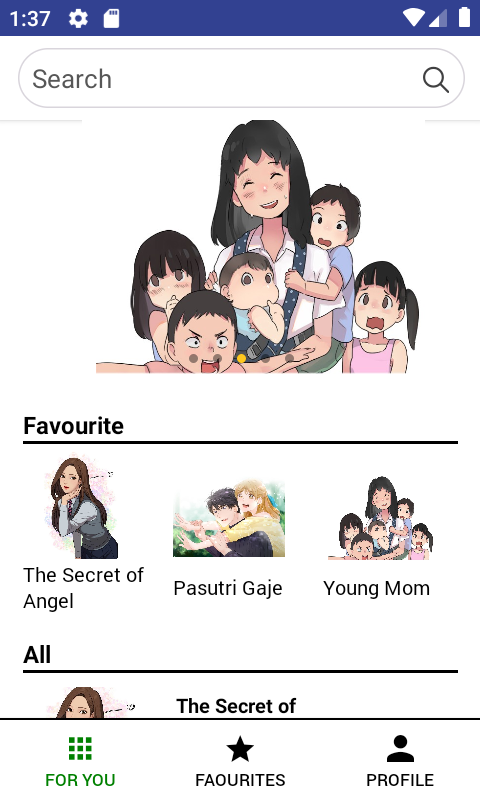 1:37
Search
Favourite
The Secret of
Angel
Pasutri Gaje
Young Mom
All
The Secret of
FOR YOU
FAOURITES
PROFILE